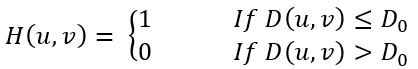 H(u, v) = { 1 If D(u, v) ≤ D₀
0 If D(u, v) > D₀